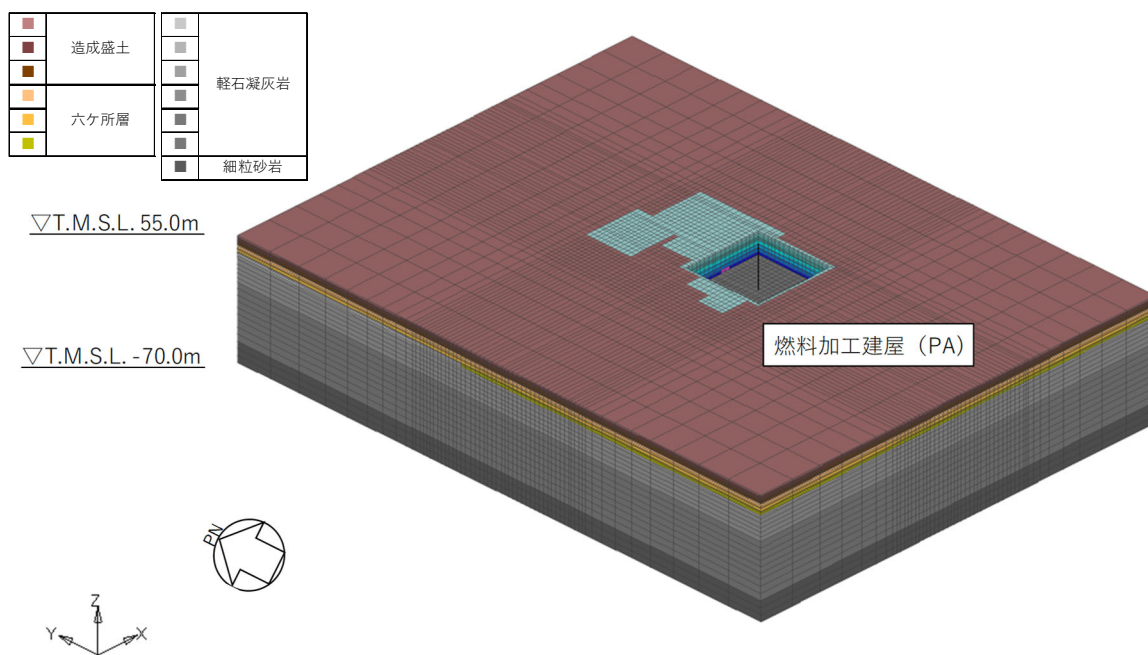 造成盛土
六ケ所層
軽石凝灰岩
細粒砂岩
▽T.M.S.L. 55.0m
▽T.M.S.L. -70.0m
燃料加工建屋（PA）
PN
Z
Y
X